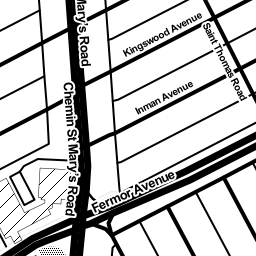 Mary's Road
Kingswood Avenue
Saint Thomas Road
Inman Avenue
Chemin St Mary's Road
Fermor Avenue